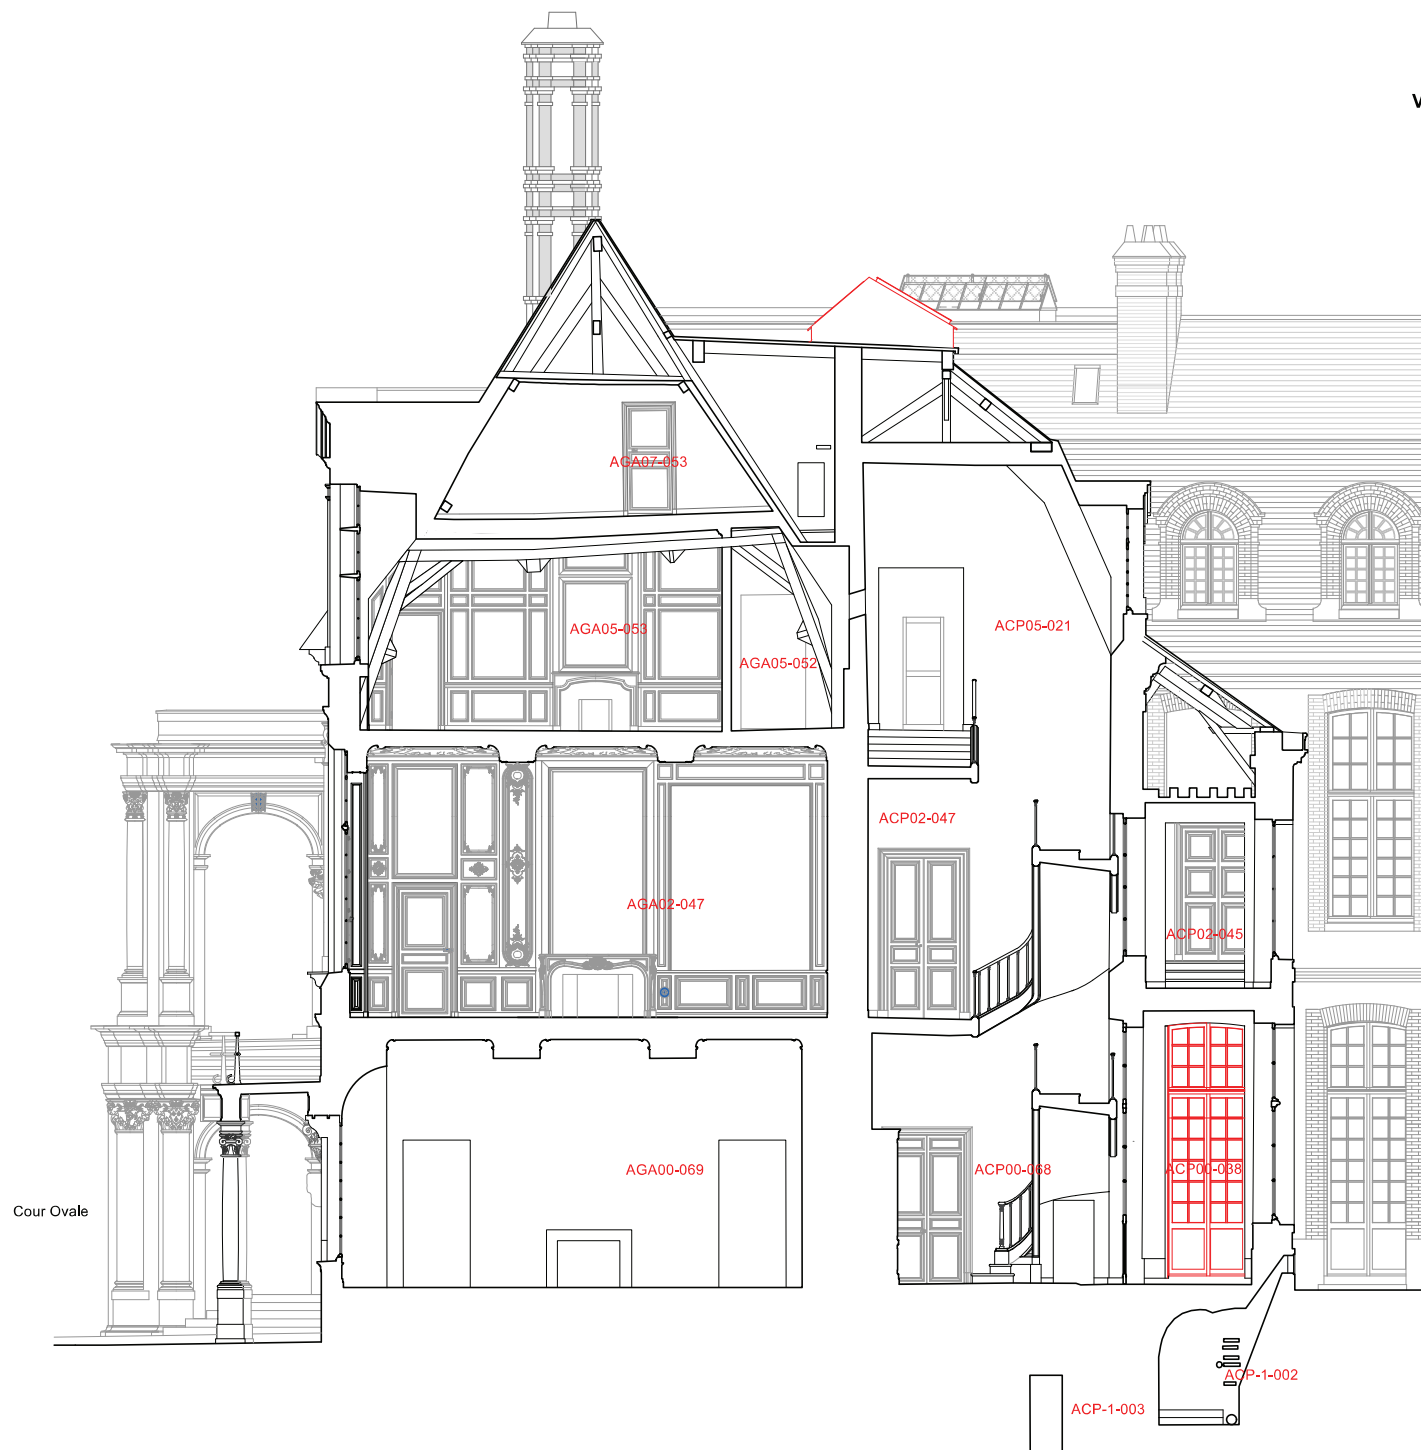 V
AGA07-053
AGA05-053
AGA05-052
ACP05-021
ACP02-047
AGA02-047
ACP02-045
AGA00-069
ACP00-068
ACP00-038
Cour Ovale
ACP-1-002
ACP-1-003